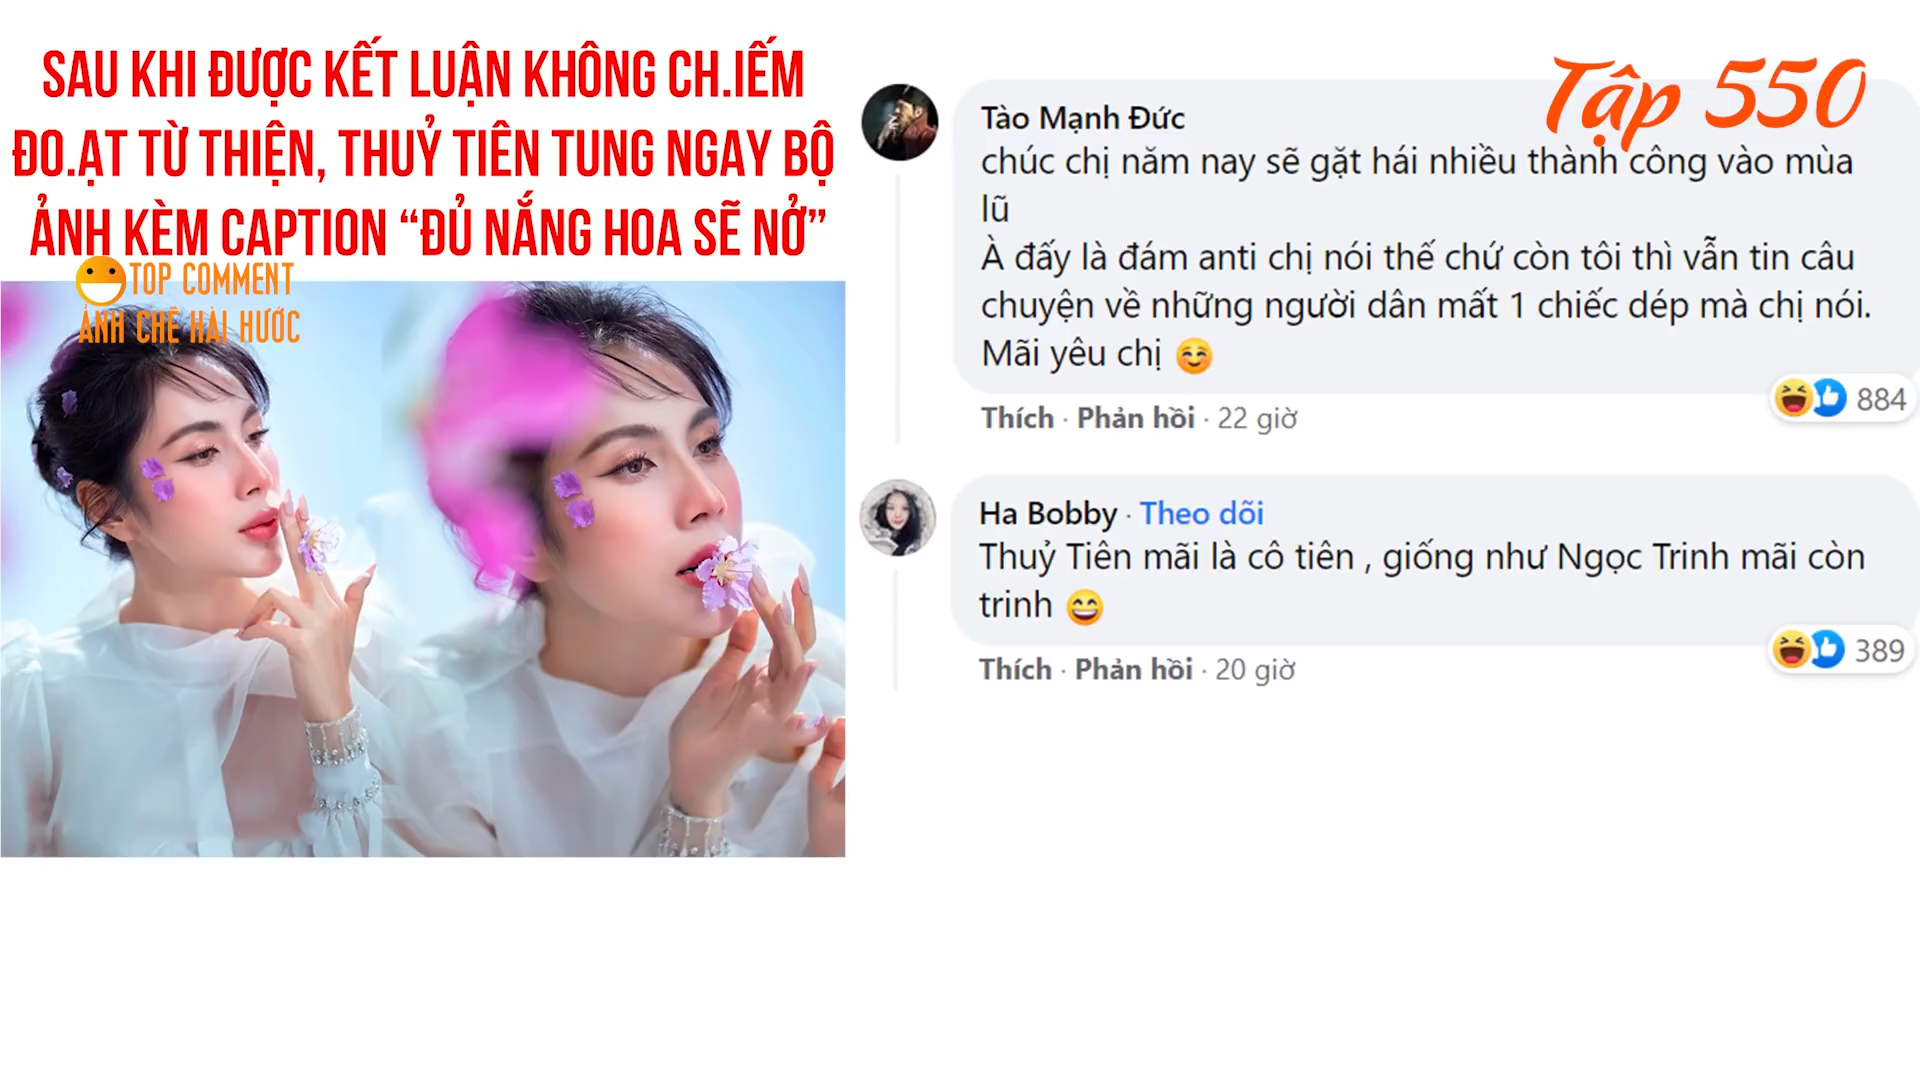 SAU KHI ĐƯỢC KẾT LUẬN KHÔNG CH.IẾM
ĐO.ẠT TỪ THIỆN, THUỶ TIÊN TUNG NGAY BỘ
ẢNH KÈM CAPTION “ĐỦ NẮNG HOA SẼ NỞ”
TOP COMMENT
ẢNH CHẾ HÀI HƯỚC
Tập 550
Tào Mạnh Đức
chúc chị năm nay sẽ gặt hái nhiều thành công vào mùa
lũ
À đấy là đám anti chị nói thế chứ còn tôi thì vẫn tin câu
chuyện về những người dân mất 1 chiếc dép mà chị nói.
Mãi yêu chị ☺️
884
Thích · Phản hồi · 22 giờ
Ha Bobby · Theo dõi
Thuỷ Tiên mãi là cô tiên , giống như Ngọc Trinh mãi còn
trinh 😄
389
Thích · Phản hồi · 20 giờ